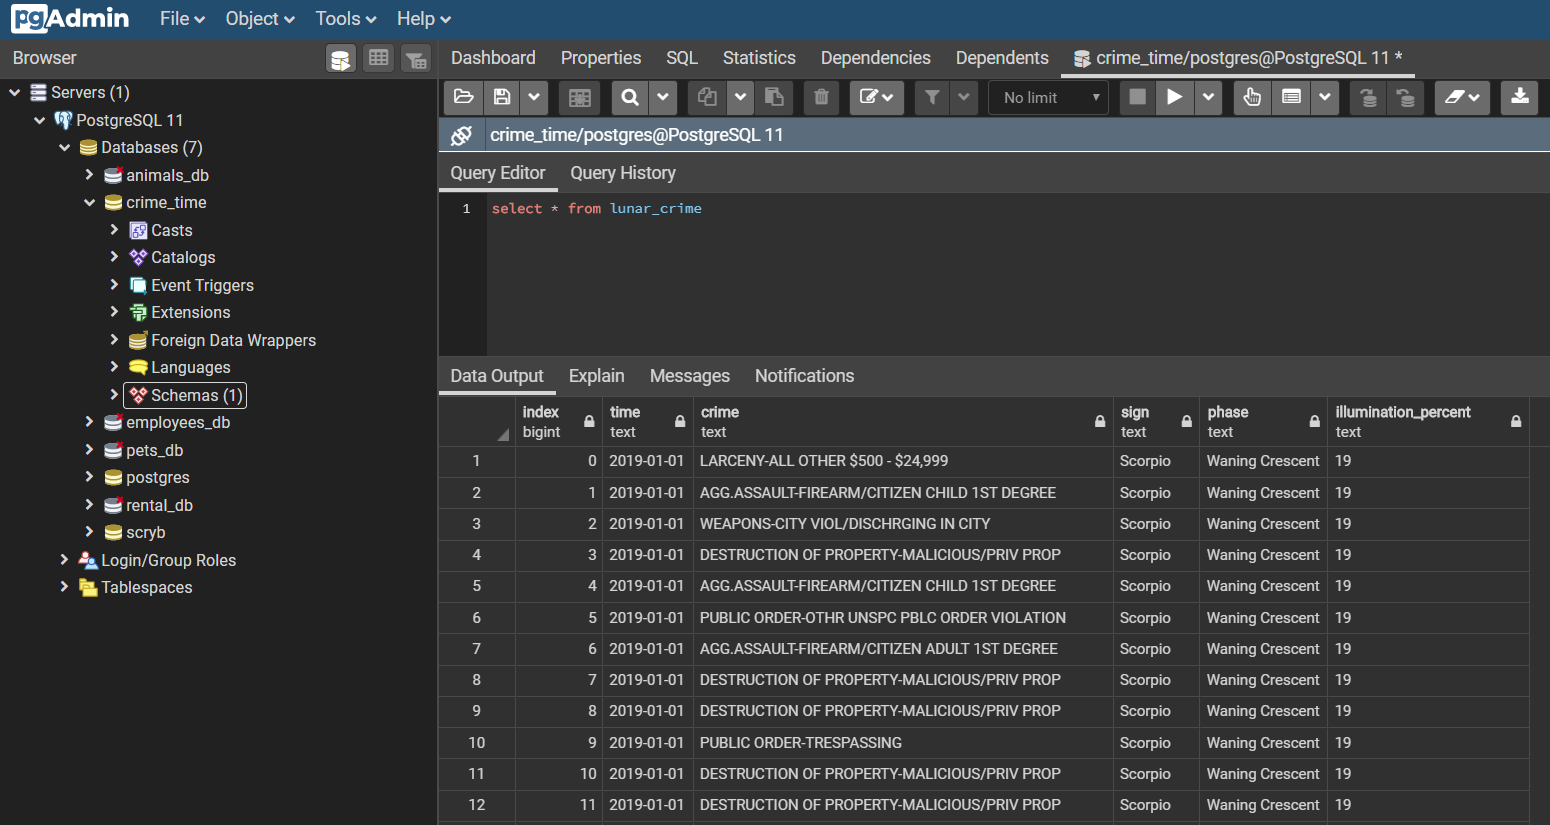 pgAdmin File Object Tools Help
Browser
Dashboard Properties SQL Statistics Dependencies Dependents crime_time/postgres@PostgreSQL 11 *
No limit
crime_time/postgres@PostgreSQL 11
Query Editor Query History
1 select * from lunar_crime
Servers (1)
PostgreSQL 11
Databases (7)
animals_db
crime_time
Casts
Catalogs
Event Triggers
Extensions
Foreign Data Wrappers
Languages
Schemas (1)
employees_db
pets_db
postgres
rental_db
scryb
Login/Group Roles
Tablespaces
Data Output Explain Messages Notifications
index time crime sign phase illumination_percent
bigint text text text text text
1 0 2019-01-01 LARCENY-ALL OTHER $500 - $24,999 Scorpio Waning Crescent 19
2 1 2019-01-01 AGG.ASSAULT-FIREARM/CITIZEN CHILD 1ST DEGREE Scorpio Waning Crescent 19
3 2 2019-01-01 WEAPONS-CITY VIOL/DISCHRGING IN CITY Scorpio Waning Crescent 19
4 3 2019-01-01 DESTRUCTION OF PROPERTY-MALICIOUS/PRIV PROP Scorpio Waning Crescent 19
5 4 2019-01-01 AGG.ASSAULT-FIREARM/CITIZEN CHILD 1ST DEGREE Scorpio Waning Crescent 19
6 5 2019-01-01 PUBLIC ORDER-OTHR UNSPC PBLC ORDER VIOLATION Scorpio Waning Crescent 19
7 6 2019-01-01 AGG.ASSAULT-FIREARM/CITIZEN ADULT 1ST DEGREE Scorpio Waning Crescent 19
8 7 2019-01-01 DESTRUCTION OF PROPERTY-MALICIOUS/PRIV PROP Scorpio Waning Crescent 19
9 8 2019-01-01 DESTRUCTION OF PROPERTY-MALICIOUS/PRIV PROP Scorpio Waning Crescent 19
10 9 2019-01-01 PUBLIC ORDER-TRESPASSING Scorpio Waning Crescent 19
11 10 2019-01-01 DESTRUCTION OF PROPERTY-MALICIOUS/PRIV PROP Scorpio Waning Crescent 19
12 11 2019-01-01 DESTRUCTION OF PROPERTY-MALICIOUS/PRIV PROP Scorpio Waning Crescent 19